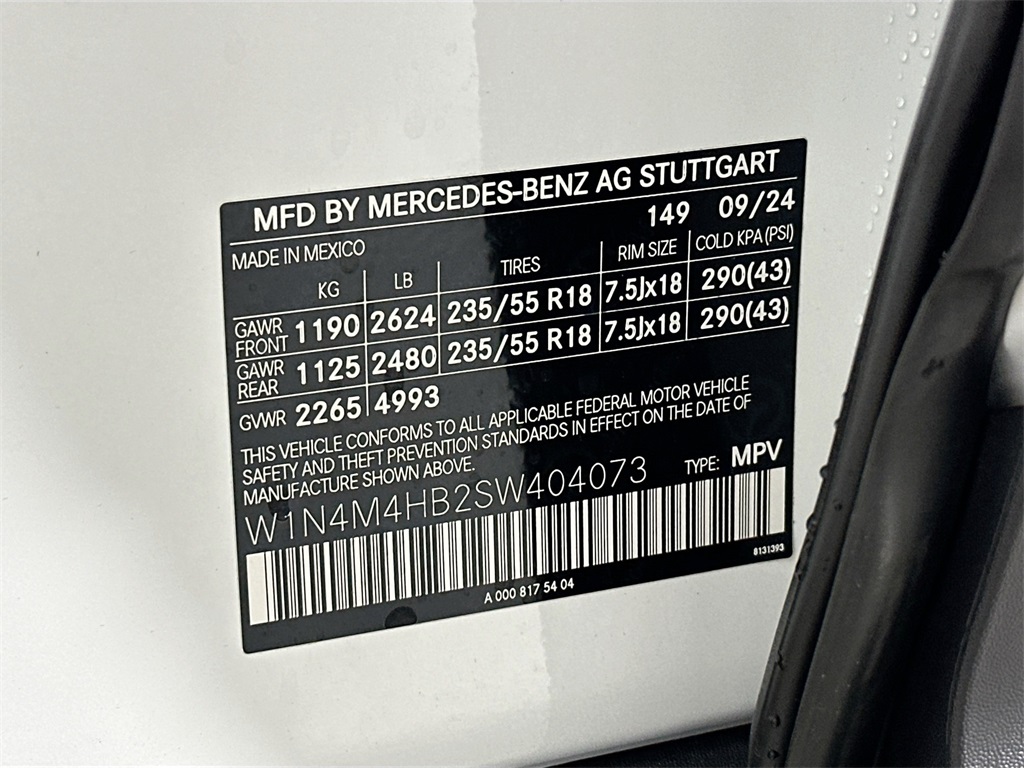 MFD BY MERCEDES-BENZ AG STUTTGART
149 09/24
MADE IN MEXICO
KG LB TIRES RIM SIZE COLD KPA (PSI)
GAWR FRONT 1190 2624 235/55 R18 7.5Jx18 290(43)
GAWR REAR 1125 2480 235/55 R18 7.5Jx18 290(43)
GVWR 2265 4993
THIS VEHICLE CONFORMS TO ALL APPLICABLE FEDERAL MOTOR VEHICLE
SAFETY AND THEFT PREVENTION STANDARDS IN EFFECT ON THE DATE OF
MANUFACTURE SHOWN ABOVE.
TYPE: MPV
W1N4M4HB2SW404073
8131393
A 000 817 54 04